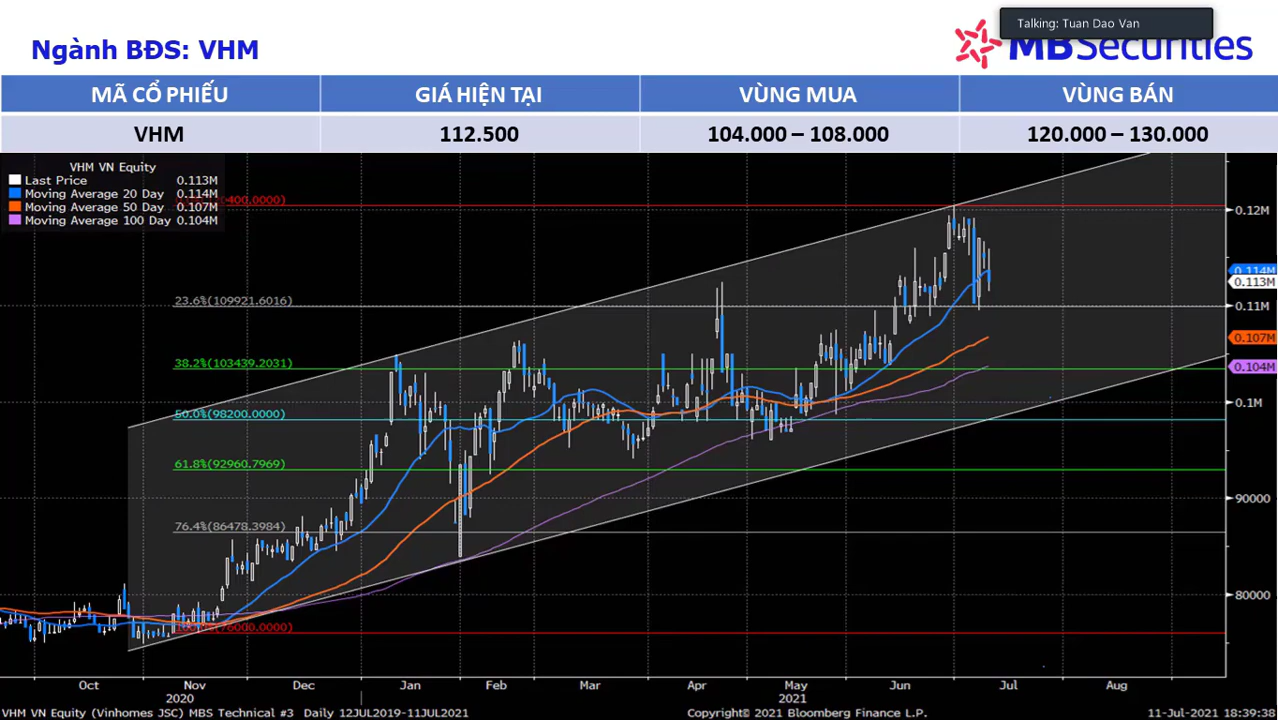 Talking: Tuan Dao Van
Ngành BĐS: VHM
MBSecurities
MÃ CỔ PHIẾU GIÁ HIỆN TẠI VÙNG MUA VÙNG BÁN
VHM 112.500 104.000 – 108.000 120.000 – 130.000
VHM VN Equity
Last Price 0.113M
Moving Average 20 Day 0.114M
Moving Average 50 Day 0.107M
Moving Average 100 Day 0.104M
400.0000)
0.12M
0.114M
0.113M
23.6%(109921.6016)
0.11M
0.107M
38.2%(103439.2031)
0.104M
0.1M
50.0%(98200.0000)
61.8%(92960.7969)
90000
76.4%(86478.3984)
80000
(76000.0000)
Oct Nov Dec Jan Feb Mar Apr May Jun Jul Aug
2020 2021
VHM VN Equity (Vinhomes JSC) MBS Technical #3 Daily 12JUL2019-11JUL2021 Copyright© 2021 Bloomberg Finance L.P. 11-Jul-2021 18:39:38